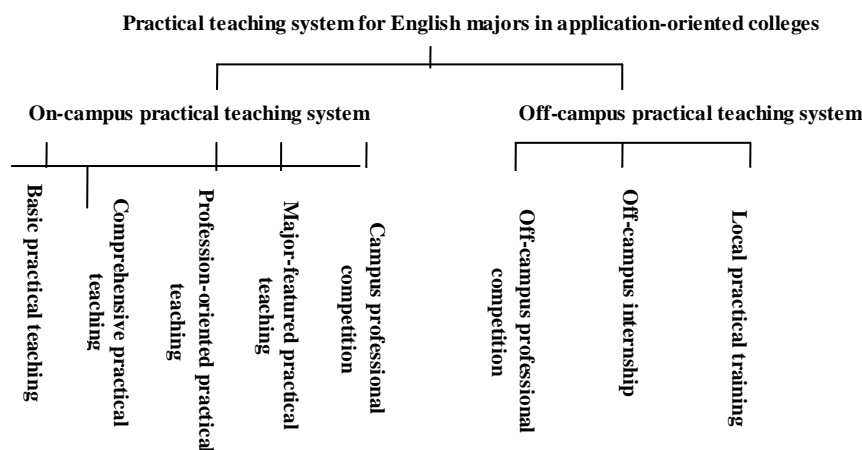 Practical teaching system for English majors in application-oriented colleges
On-campus practical teaching system
Off-campus practical teaching system
Basic practical teaching
Comprehensive practical
teaching
Profession-oriented practical
teaching
Major-featured practical
teaching
Campus professional
competition
Off-campus professional
competition
Off-campus internship
Local practical training